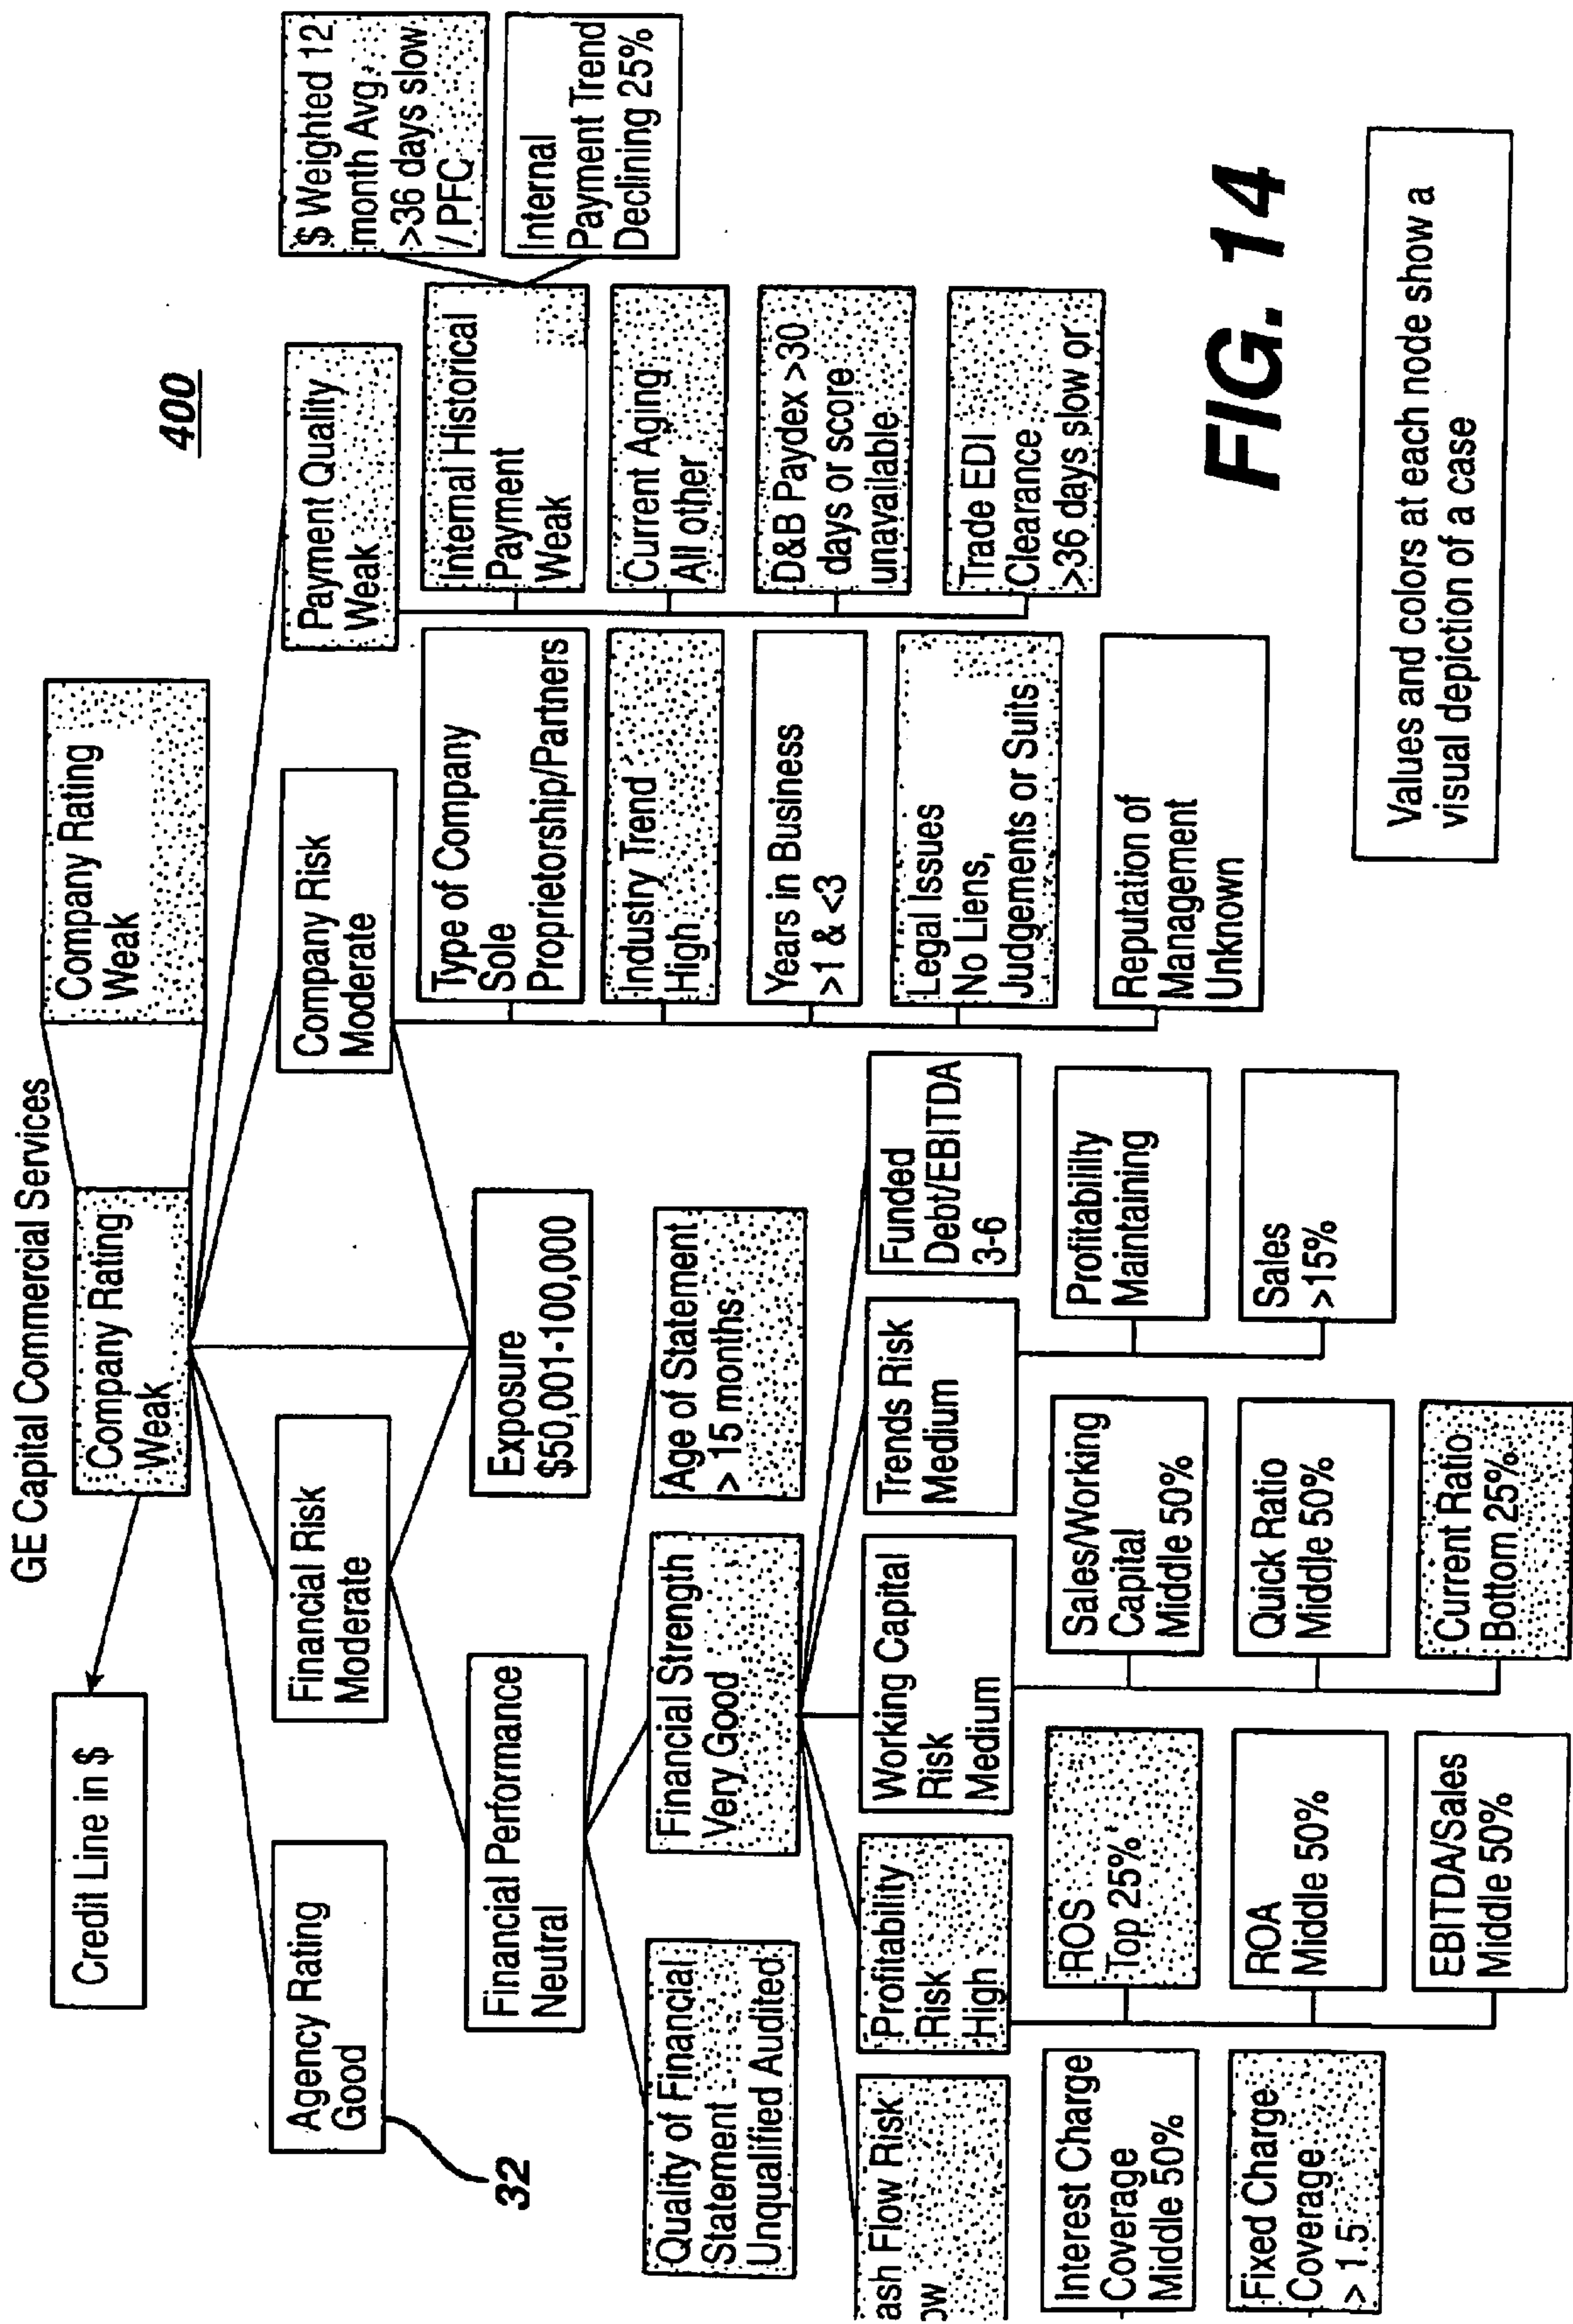 GE Capital Commercial Services
400
Credit Line in $
Company Rating
Weak
Company Rating
Weak
Agency Rating
Good
32
Financial Risk
Moderate
Company Risk
Moderate
Payment Quality
Weak
Financial Performance
Neutral
Exposure
$50,001-100,000
Quality of Financial
Statement
Unqualified Audited
Financial Strength
Very Good
Age of Statement
> 15 months
ash Flow Risk
ow
Profitability
Risk
High
Working Capital
Risk
Medium
Trends Risk
Medium
Funded
Debt/EBITDA
3-6
Interest Charge
Coverage
Middle 50%
Fixed Charge
Coverage
> 1.5
ROS
Top 25%
ROA
Middle 50%
EBITDA/Sales
Middle 50%
Sales/Working
Capital
Middle 50%
Quick Ratio
Middle 50%
Current Ratio
Bottom 25%
Profitabilily
Maintaining
Sales
>15%
Type of Company
Sole
Proprietorship/Partners
Industry Trend
High
Years in Business
>1 & <3
Legal Issues
No Liens,
Judgements or Suits
Reputation of
Management
Unknown
Internal Historical
Payment
Weak
Current Aging
All other
D&B Paydex >30
days or score
unavailable
Trade EDI
Clearance
>36 days slow or
$ Weighted 12
month Avg.
>36 days slow
/ PFC
Internal
Payment Trend
Declining 25%
FIG. 14
Values and colors at each node show a
visual depiction of a case